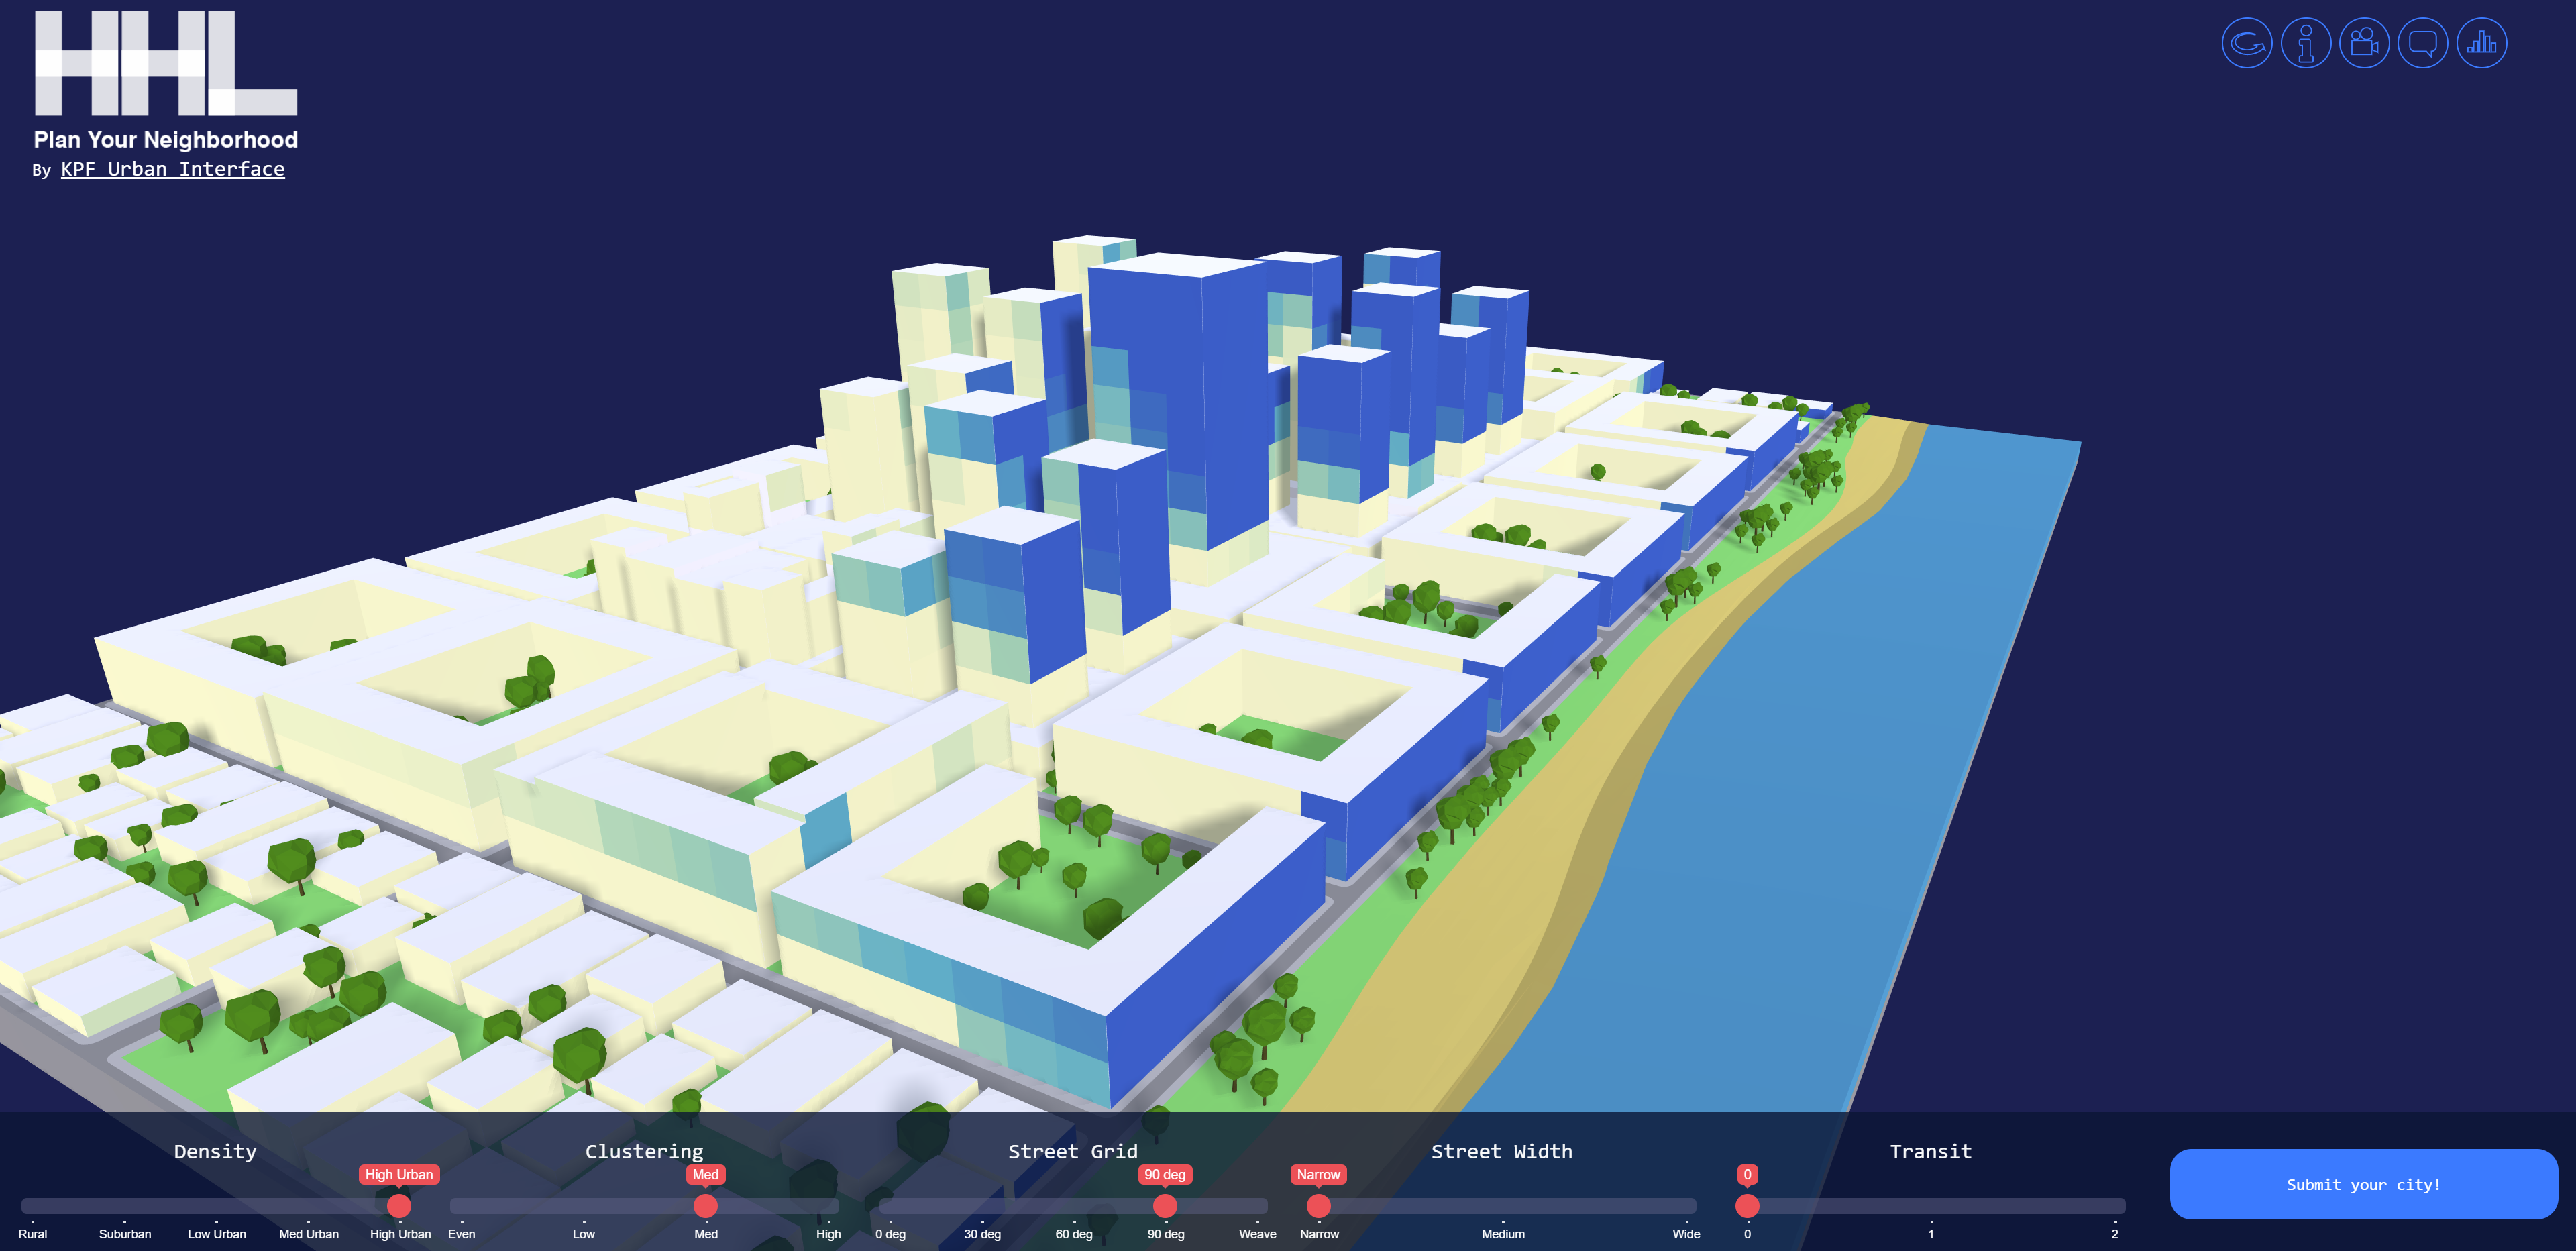 HHL
Plan Your Neighborhood
By KPF Urban Interface
Density
High Urban
Rural Suburban Low Urban Med Urban High Urban
Clustering
Med
Even Low Med High
Street Grid
90 deg
0 deg 30 deg 60 deg 90 deg Weave
Street Width
Narrow
Narrow Medium Wide
Transit
0
0 1 2
Submit your city!